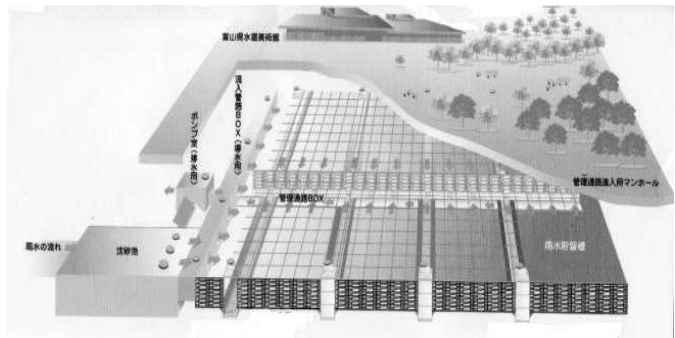 富山県水墨美術館
流入管路BOX(導水用)
ポンプ室(排水用)
管理通路進入用マンホール
管理通路BOX
雨水の流れ
沈砂池
雨水貯留槽